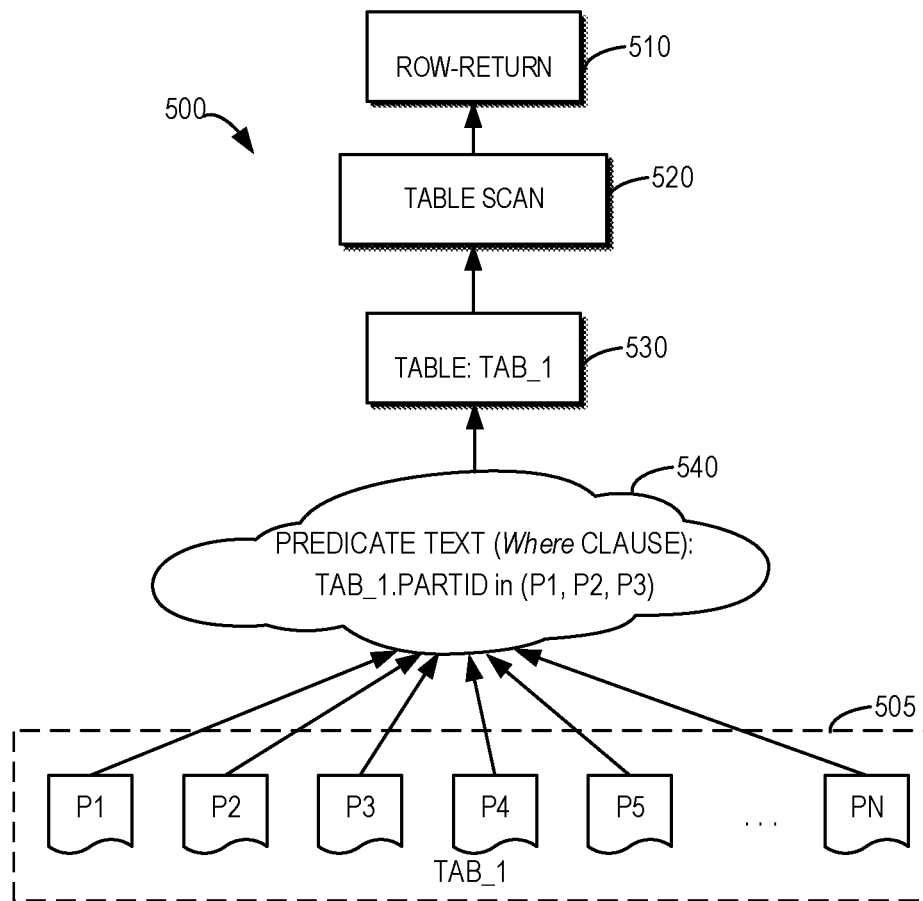 ROW-RETURN
510
500
TABLE SCAN
520
TABLE: TAB_1
530
540
PREDICATE TEXT (Where CLAUSE):
TAB_1.PARTID in (P1, P2, P3)
505
P1 P2 P3 P4 P5 . . . PN
TAB_1